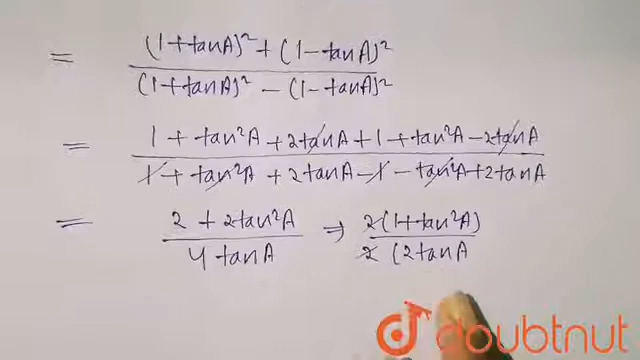 = (1+tanA)²+(1-tanA)² / (1+tanA)² - (1-tanA)²
= 1 + tan²A + 2tanA + 1 + tan²A - 2tanA / 1 + tan²A + 2tanA - 1 - tan²A + 2tanA
= 2 + 2tan²A / 4 tanA ⇒ 2(1+tan²A) / 2 (2tanA
doubtnut